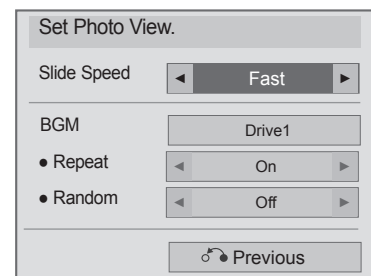 Set Photo View.
Slide Speed ◄ Fast ►
BGM Drive1
● Repeat ◄ On ►
● Random ◄ Off ►
Previous